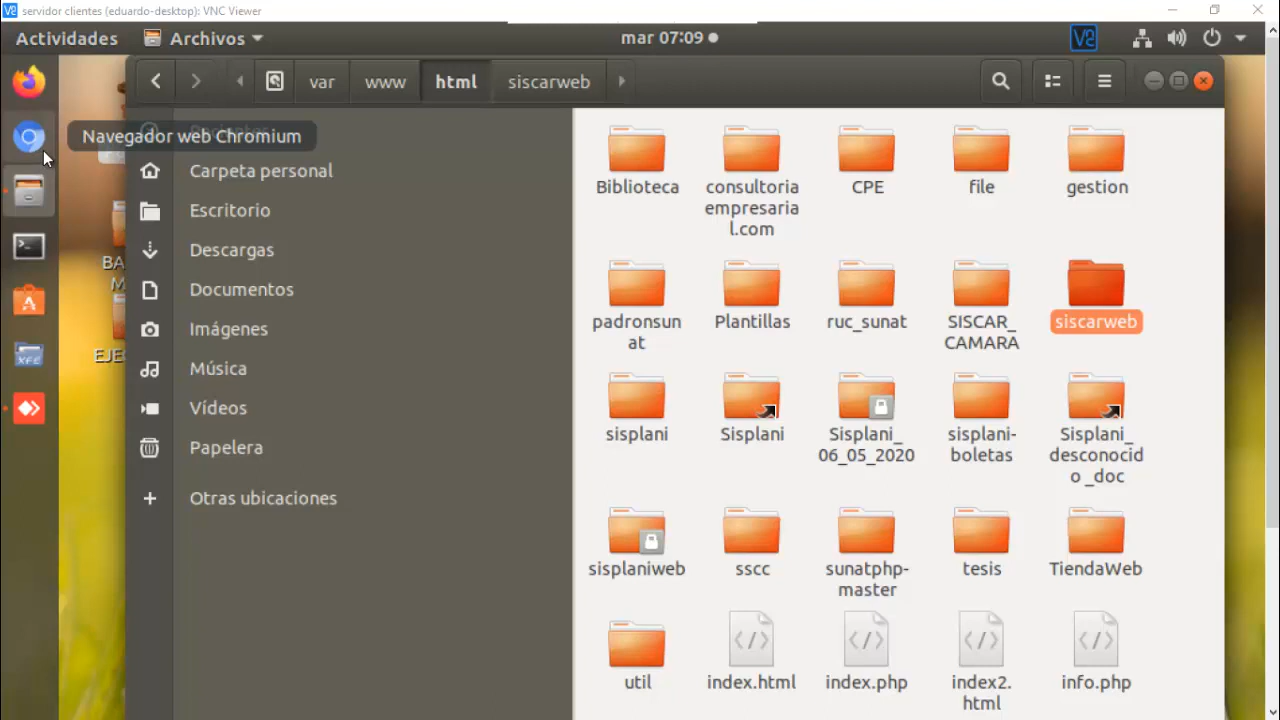 servidor clientes (eduardo-desktop): VNC Viewer
Actividades
Archivos
mar 07:09
var
www
html
siscarweb
Navegador web Chromium
Carpeta personal
Escritorio
Descargas
Documentos
Imágenes
Música
Vídeos
Papelera
Otras ubicaciones
BA
M
EJE
Biblioteca
consultoria
empresaria
l.com
CPE
file
gestion
padronsun
at
Plantillas
ruc_sunat
SISCAR_
CAMARA
siscarweb
sisplani
Sisplani
Sisplani_
06_05_2020
sisplani-
boletas
Sisplani_
desconocid
o _doc
sisplaniweb
sscc
sunatphp-
master
tesis
TiendaWeb
util
index.html
index.php
index2.
html
info.php